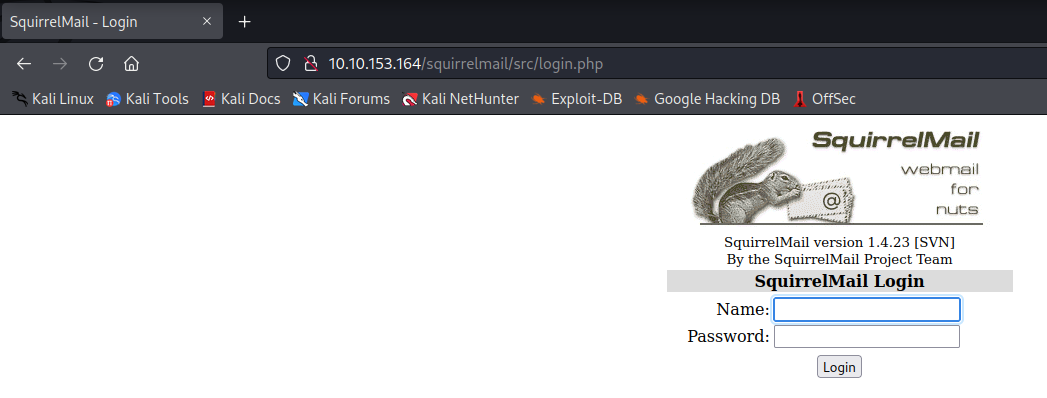 SquirrelMail - Login
10.10.153.164/squirrelmail/src/login.php
Kali Linux Kali Tools Kali Docs Kali Forums Kali NetHunter Exploit-DB Google Hacking DB OffSec
SquirrelMail
webmail
for
nuts
@
SquirrelMail version 1.4.23 [SVN]
By the SquirrelMail Project Team
SquirrelMail Login
Name:
Password:
Login